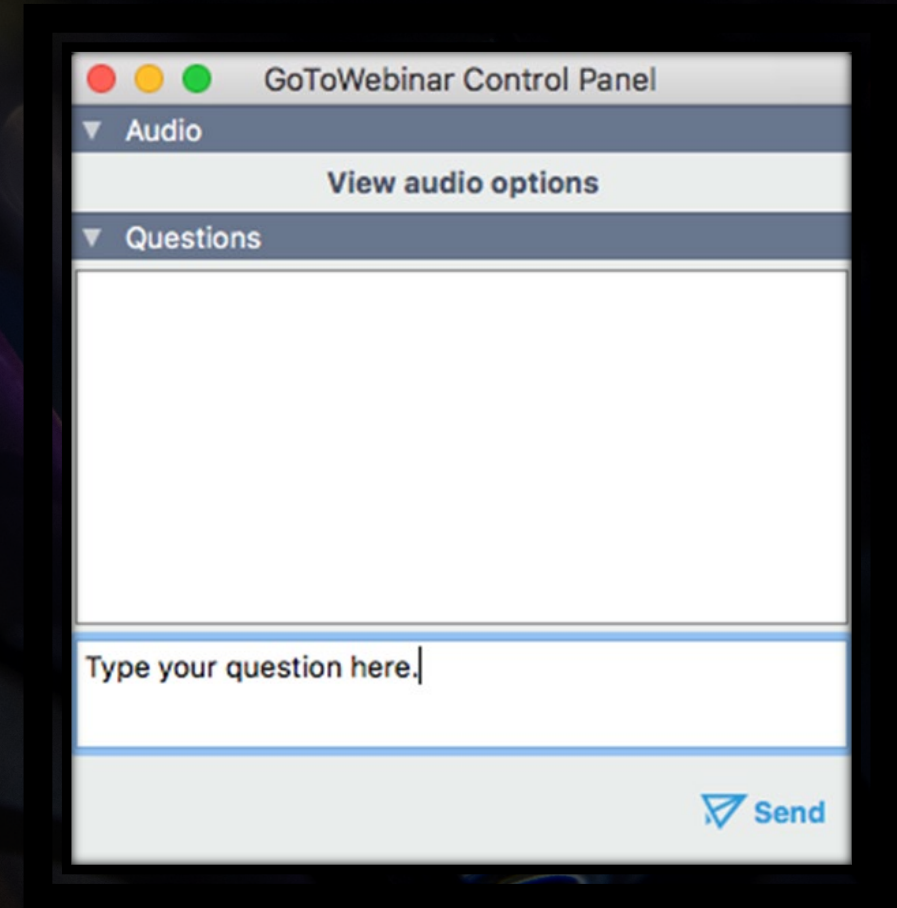 GoToWebinar Control Panel
Audio
View audio options
Questions
Type your question here.
Send